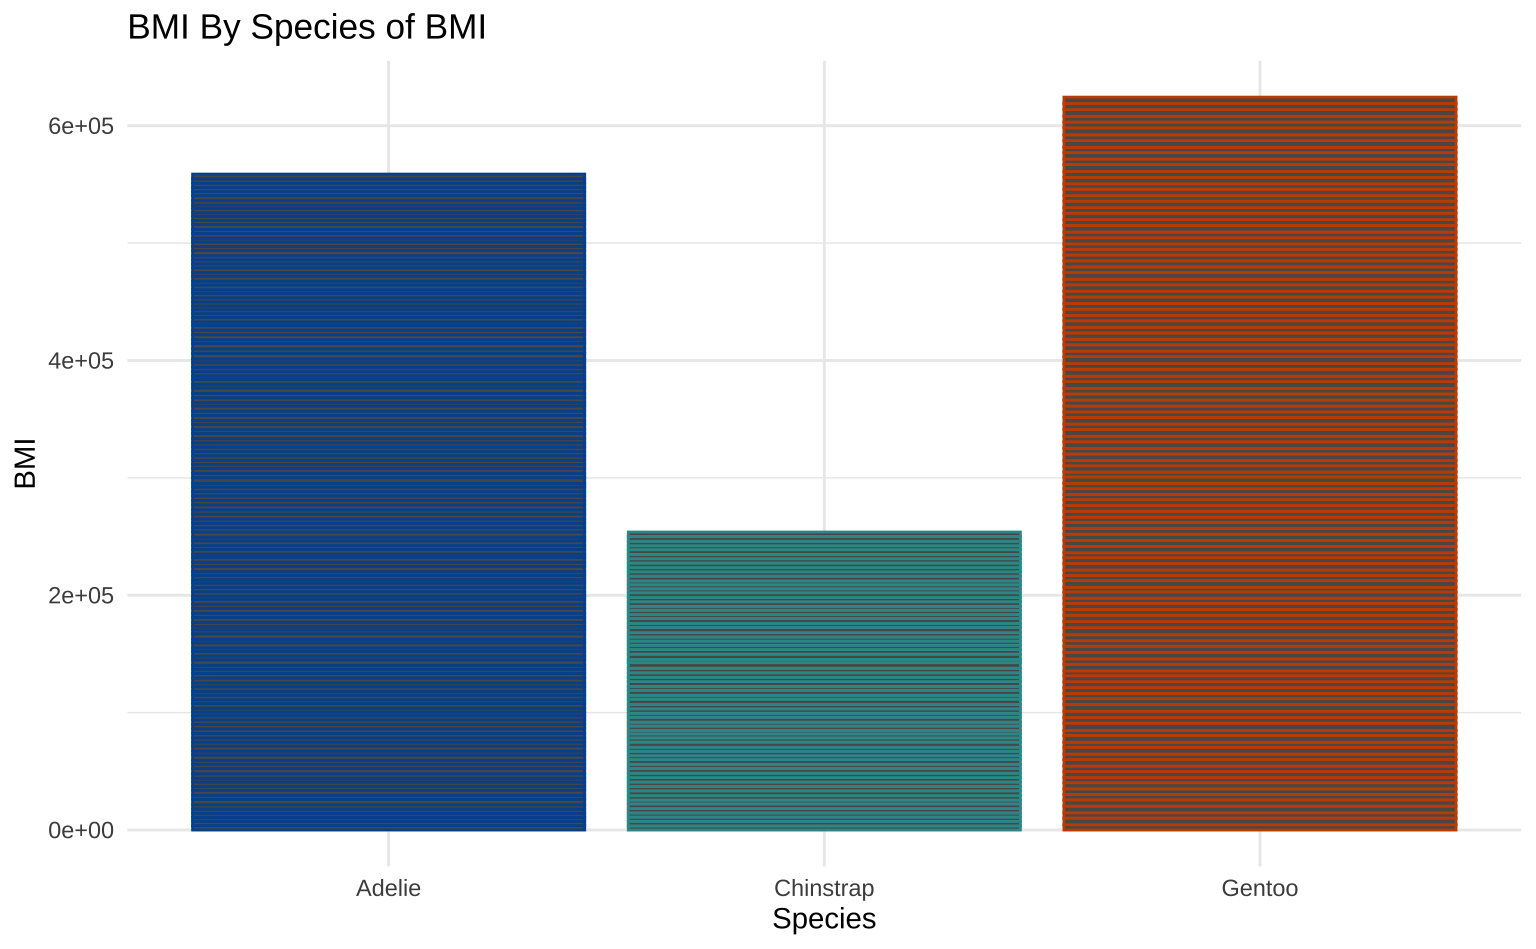 BMI By Species of BMI
6e+05
4e+05
2e+05
0e+00
BMI
Adelie
Chinstrap
Gentoo
Species